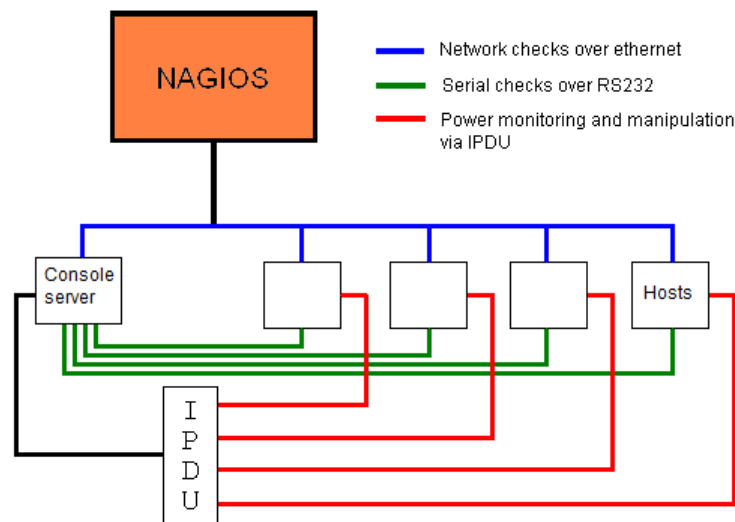 NAGIOS
Network checks over ethernet
Serial checks over RS232
Power monitoring and manipulation
via IPDU
Console
server
Hosts
I
P
D
U